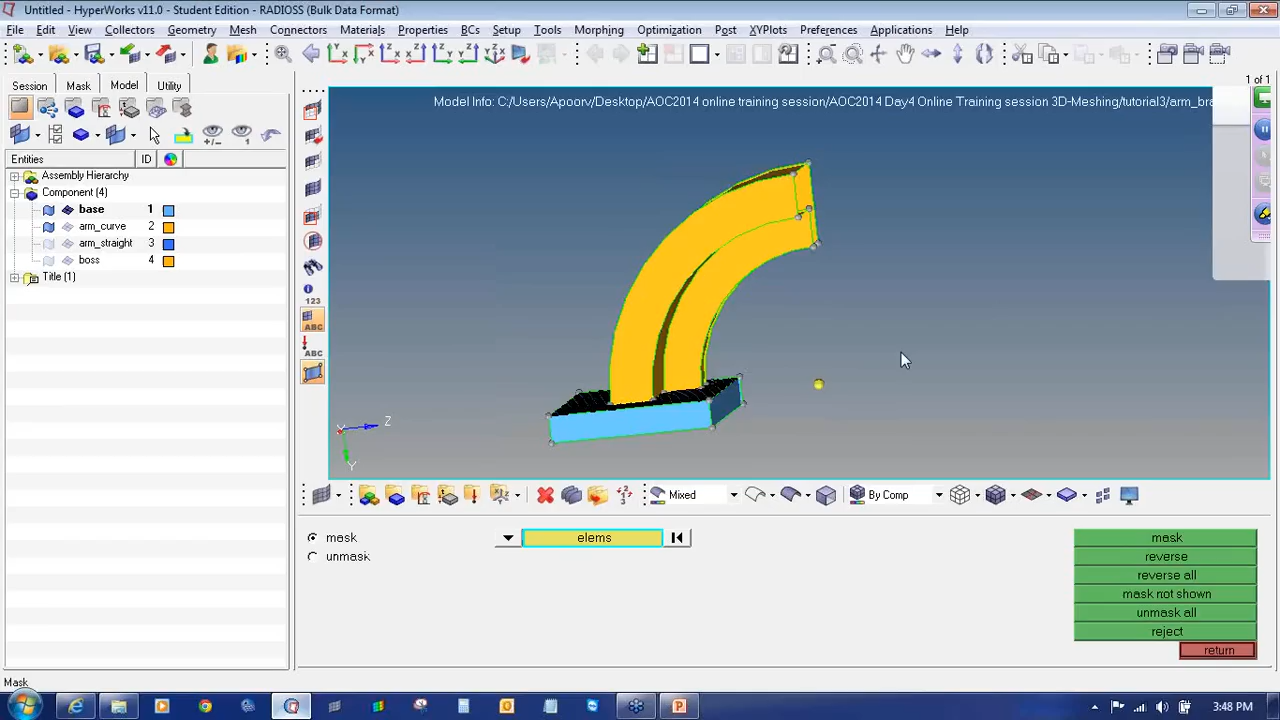 Untitled - HyperWorks v11.0 - Student Edition - RADIOSS (Bulk Data Format)
File Edit View Collectors Geometry Mesh Connectors Materials Properties BCs Setup Tools Morphing Optimization Post XYPlots Preferences Applications Help
Session Mask Model Utility
1 of 1
Model Info: C:/Users/Apoorv/Desktop/AOC2014 online training session/AOC2014 Day4 Online Training session 3D-Meshing/tutorial3/arm_bra
Entities ID
Assembly Hierarchy
Component (4)
base 1
arm_curve 2
arm_straight 3
4
Title (1)
123
ABC
ABC
Z
X
Y
Mixed
By Comp
mask
unmask
elems
mask
reverse
reverse all
mask not shown
unmask all
reject
return
Mask
3:48 PM